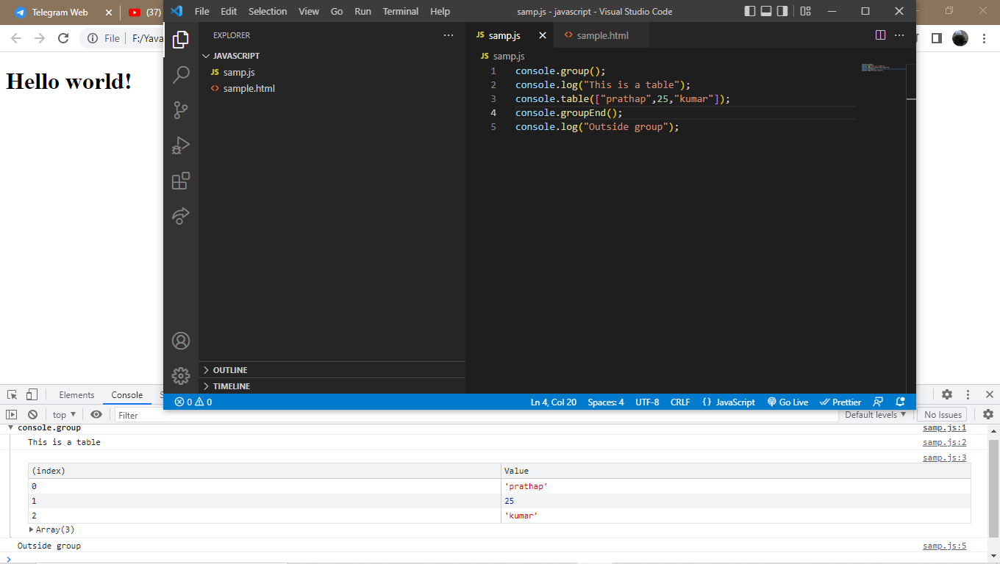 Telegram Web
(37)
File Edit Selection View Go Run Terminal Help
samp.js - javascript - Visual Studio Code
File F:/Yava
Hello world!
EXPLORER
JAVASCRIPT
JS samp.js
<> sample.html
OUTLINE
TIMELINE
JS samp.js
<> sample.html
JS samp.js
1 console.group();
2 console.log("This is a table");
3 console.table(["prathap",25,"kumar"]);
4 console.groupEnd();
5 console.log("Outside group");
0 0
Ln 4, Col 20 Spaces: 4 UTF-8 CRLF {} JavaScript Go Live Prettier
Elements Console
top Filter Default levels No Issues
console.group samp.js:1
This is a table samp.js:2
samp.js:3
(index) Value
0 'prathap'
1 25
2 'kumar'
Array(3)
Outside group samp.js:5
>